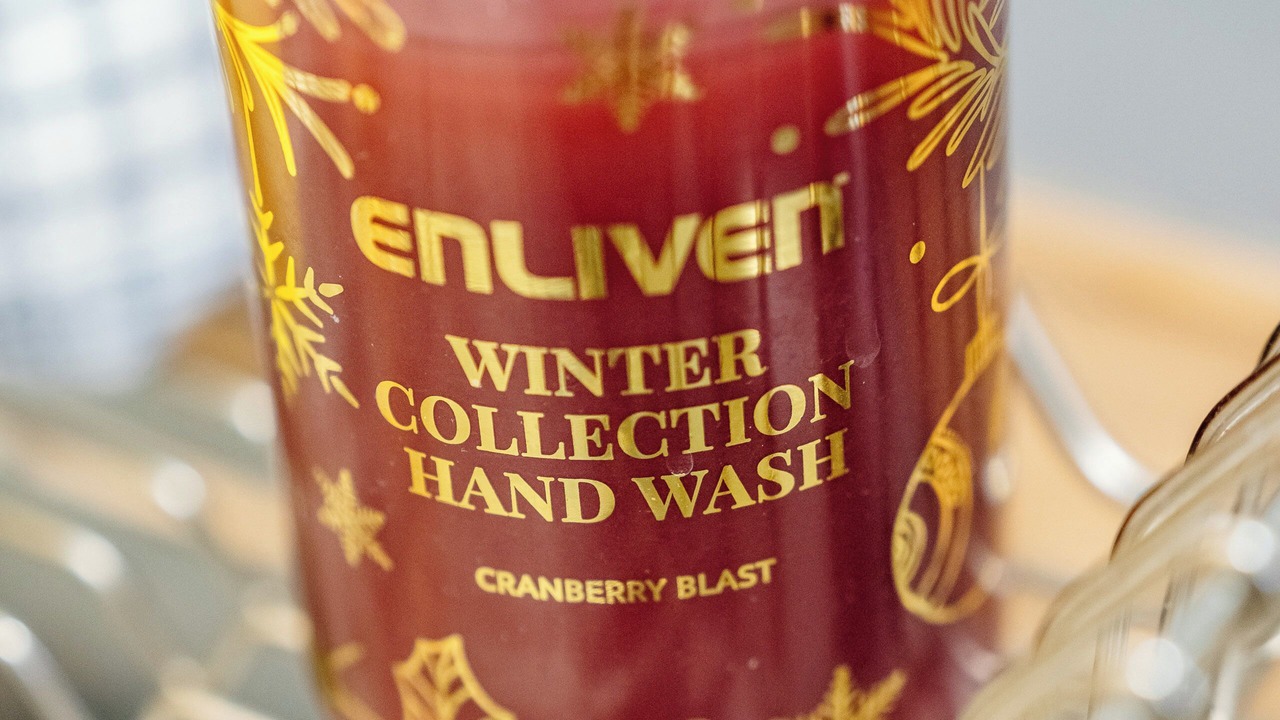 ENLIVEN
WINTER
COLLECTION
HAND WASH
CRANBERRY BLAST